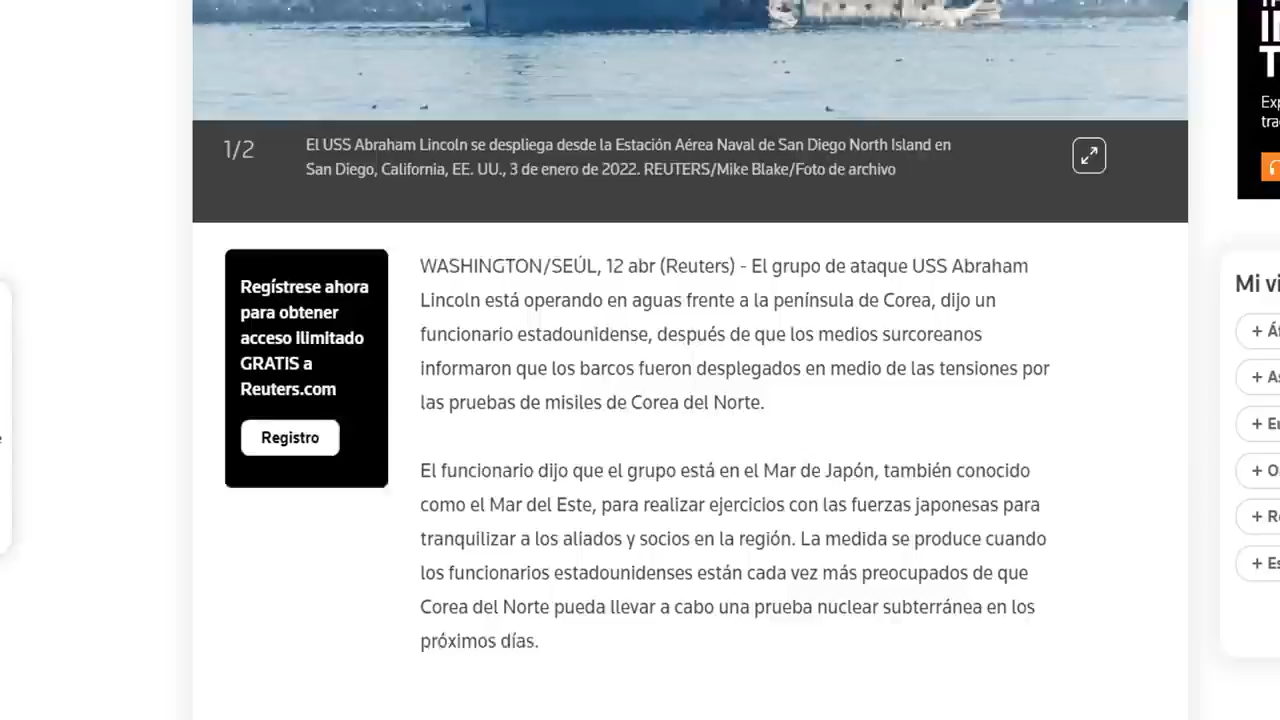 1/2
El USS Abraham Lincoln se despliega desde la Estación Aérea Naval de San Diego North Island en
San Diego, California, EE. UU., 3 de enero de 2022. REUTERS/Mike Blake/Foto de archivo
Regístrese ahora
para obtener
acceso ilimitado
GRATIS a
Reuters.com
Registro
WASHINGTON/SEÚL, 12 abr (Reuters) - El grupo de ataque USS Abraham
Lincoln está operando en aguas frente a la península de Corea, dijo un
funcionario estadounidense, después de que los medios surcoreanos
informaron que los barcos fueron desplegados en medio de las tensiones por
las pruebas de misiles de Corea del Norte.
El funcionario dijo que el grupo está en el Mar de Japón, también conocido
como el Mar del Este, para realizar ejercicios con las fuerzas japonesas para
tranquilizar a los aliados y socios en la región. La medida se produce cuando
los funcionarios estadounidenses están cada vez más preocupados de que
Corea del Norte pueda llevar a cabo una prueba nuclear subterránea en los
próximos días.
Mi